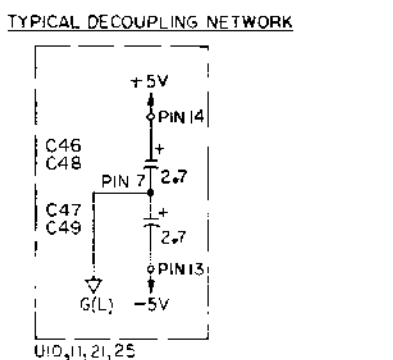 TYPICAL DECOUPLING NETWORK
+5V
PIN 14
C46
C48
+
2.7
PIN 7
C47
C49
+
2.7
PIN 13
G(L)
-5V
U10,11,21,25